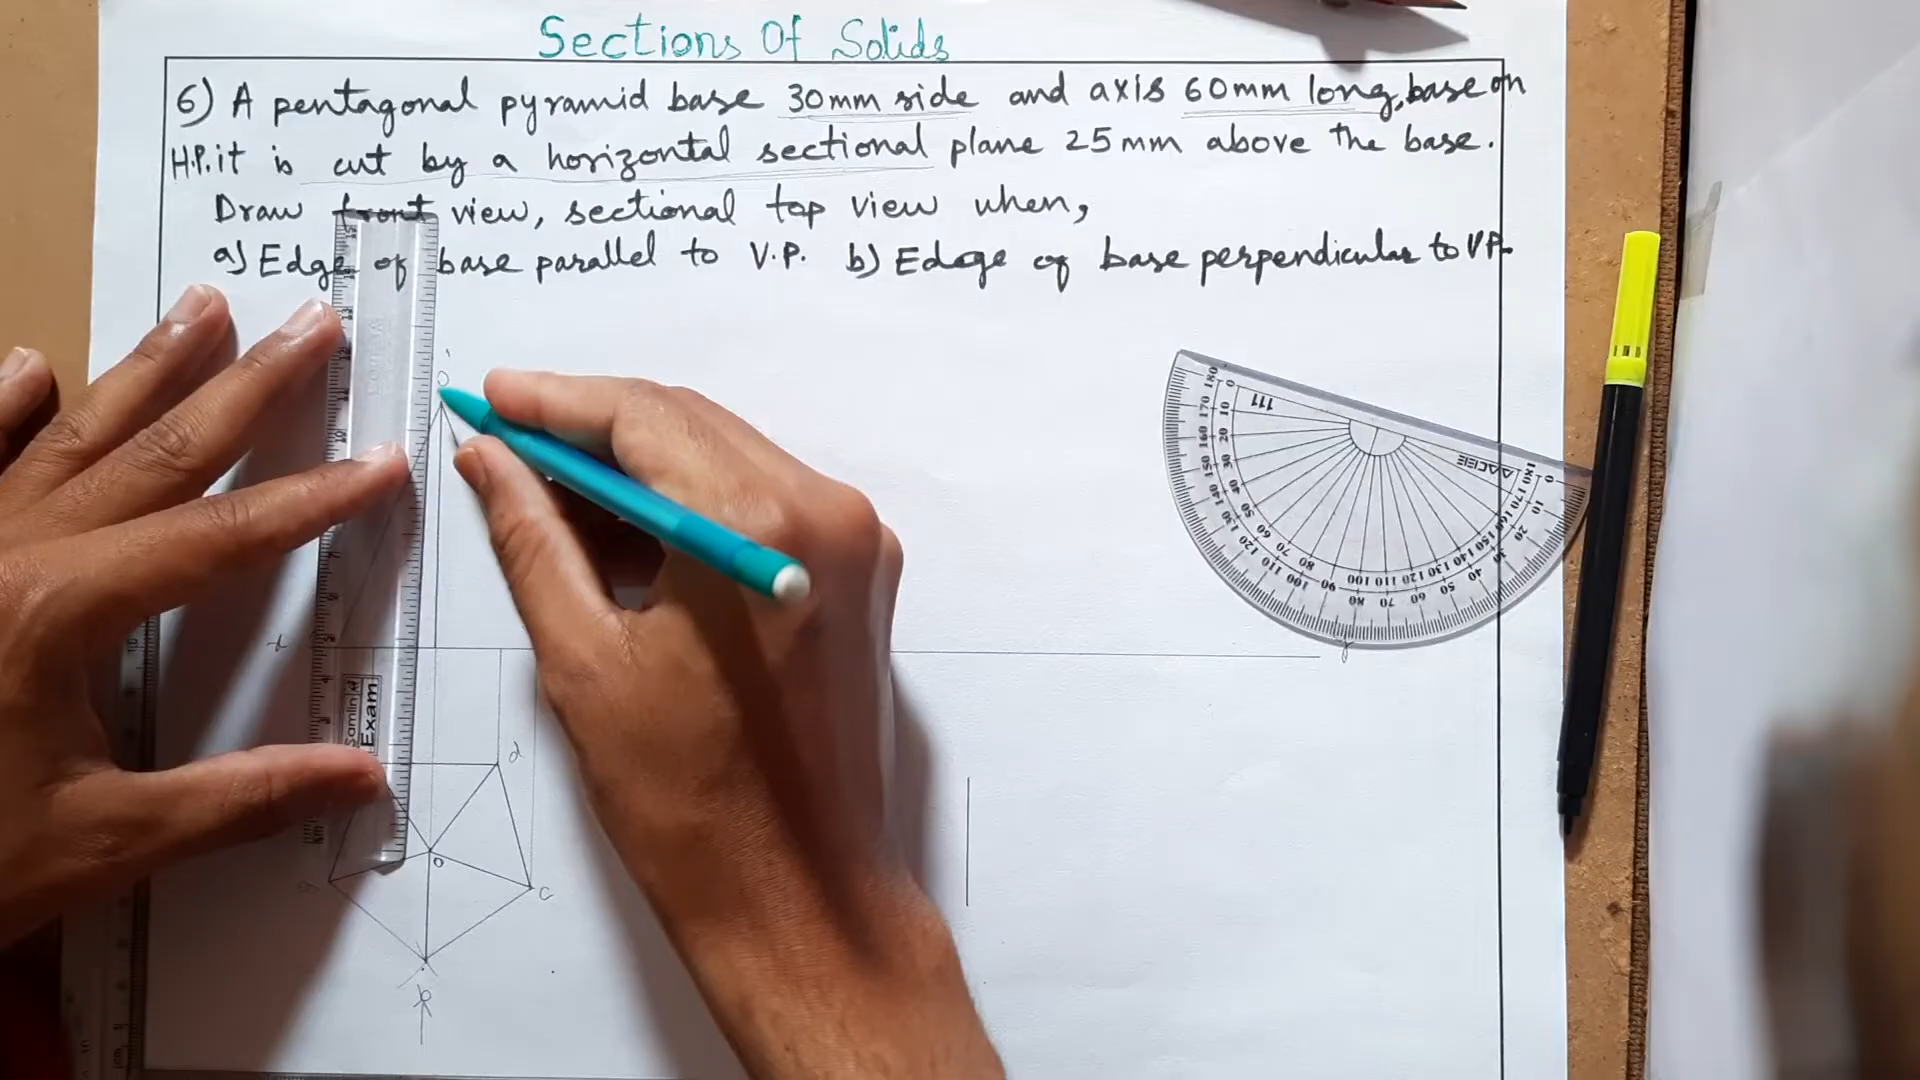 Sections Of Solids
6) A pentagonal pyramid base 30mm side and axis 60mm long, base on
H.P. it is cut by a horizontal sectional plane 25mm above the base.
Draw front view, sectional top view when,
a) Edge of base parallel to V.P. b) Edge of base perpendicular to V.P.
o'
x
y
Exam
d
o
c
b
111